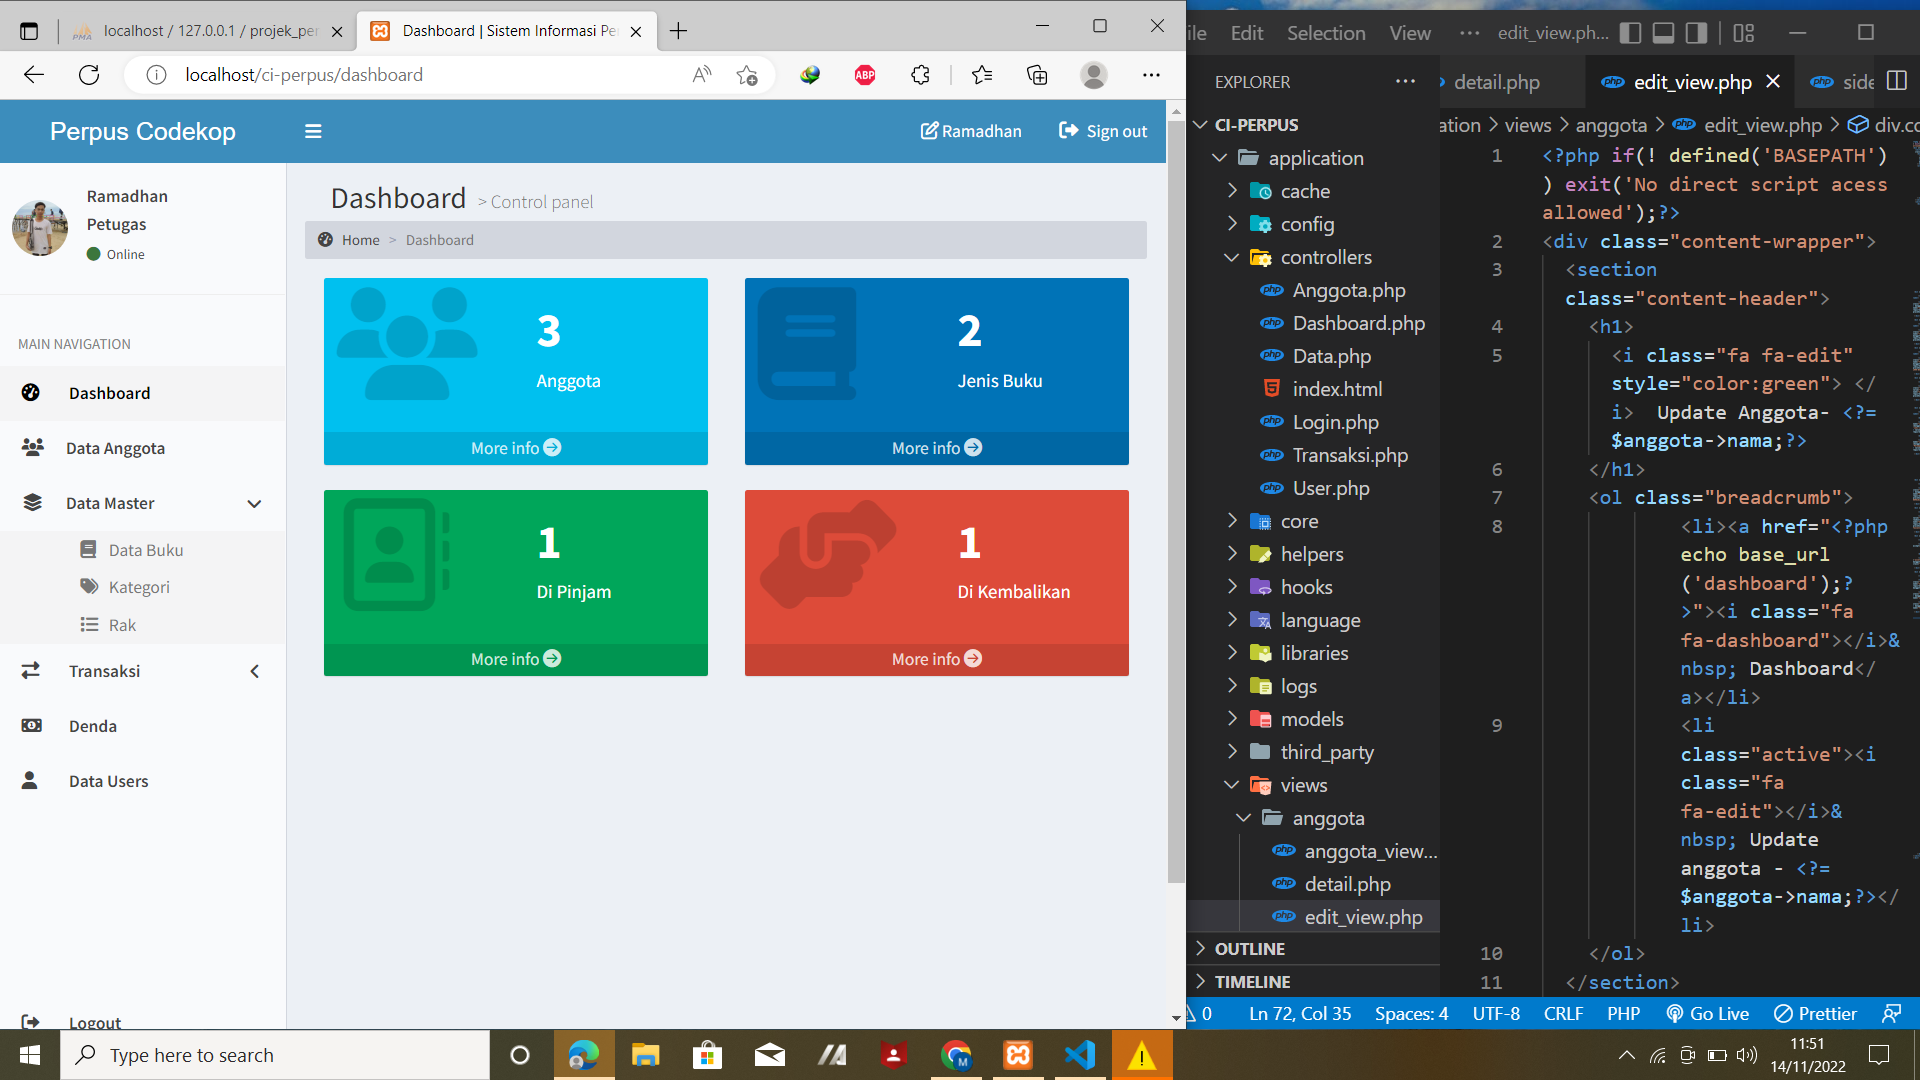 localhost / 127.0.0.1 / projek_per
Dashboard | Sistem Informasi Pe
localhost/ci-perpus/dashboard
ABP
Perpus Codekop
Ramadhan
Sign out
Ramadhan
Petugas
Online
MAIN NAVIGATION
Dashboard
Data Anggota
Data Master
Data Buku
Kategori
Rak
Transaksi
Denda
Data Users
Logout
Dashboard > Control panel
Home > Dashboard
3
Anggota
More info
2
Jenis Buku
More info
1
Di Pinjam
More info
1
Di Kembalikan
More info
ile Edit Selection View ··· edit_view.ph...
EXPLORER ···
detail.php
edit_view.php
side
CI-PERPUS
application
cache
config
controllers
Anggota.php
Dashboard.php
Data.php
index.html
Login.php
Transaksi.php
User.php
core
helpers
hooks
language
libraries
logs
models
third_party
views
anggota
anggota_view...
detail.php
edit_view.php
OUTLINE
TIMELINE
ation > views > anggota > edit_view.php > div.co
1 <?php if(! defined('BASEPATH')
) exit('No direct script acess
allowed');?>
2 <div class="content-wrapper">
3 <section
class="content-header">
4 <h1>
5 <i class="fa fa-edit"
style="color:green"> </
i>  Update Anggota- <?=
$anggota->nama;?>
6 </h1>
7 <ol class="breadcrumb">
8 <li><a href="<?php
echo base_url
('dashboard');?
>"><i class="fa
fa-dashboard"></i>&
nbsp; Dashboard</
a></li>
9 <li
class="active"><i
class="fa
fa-edit"></i>&
nbsp; Update
anggota - <?=
$anggota->nama;?></
li>
10 </ol>
11 </section>
0 Ln 72, Col 35 Spaces: 4 UTF-8 CRLF PHP Go Live Prettier
Type here to search
11:51
14/11/2022